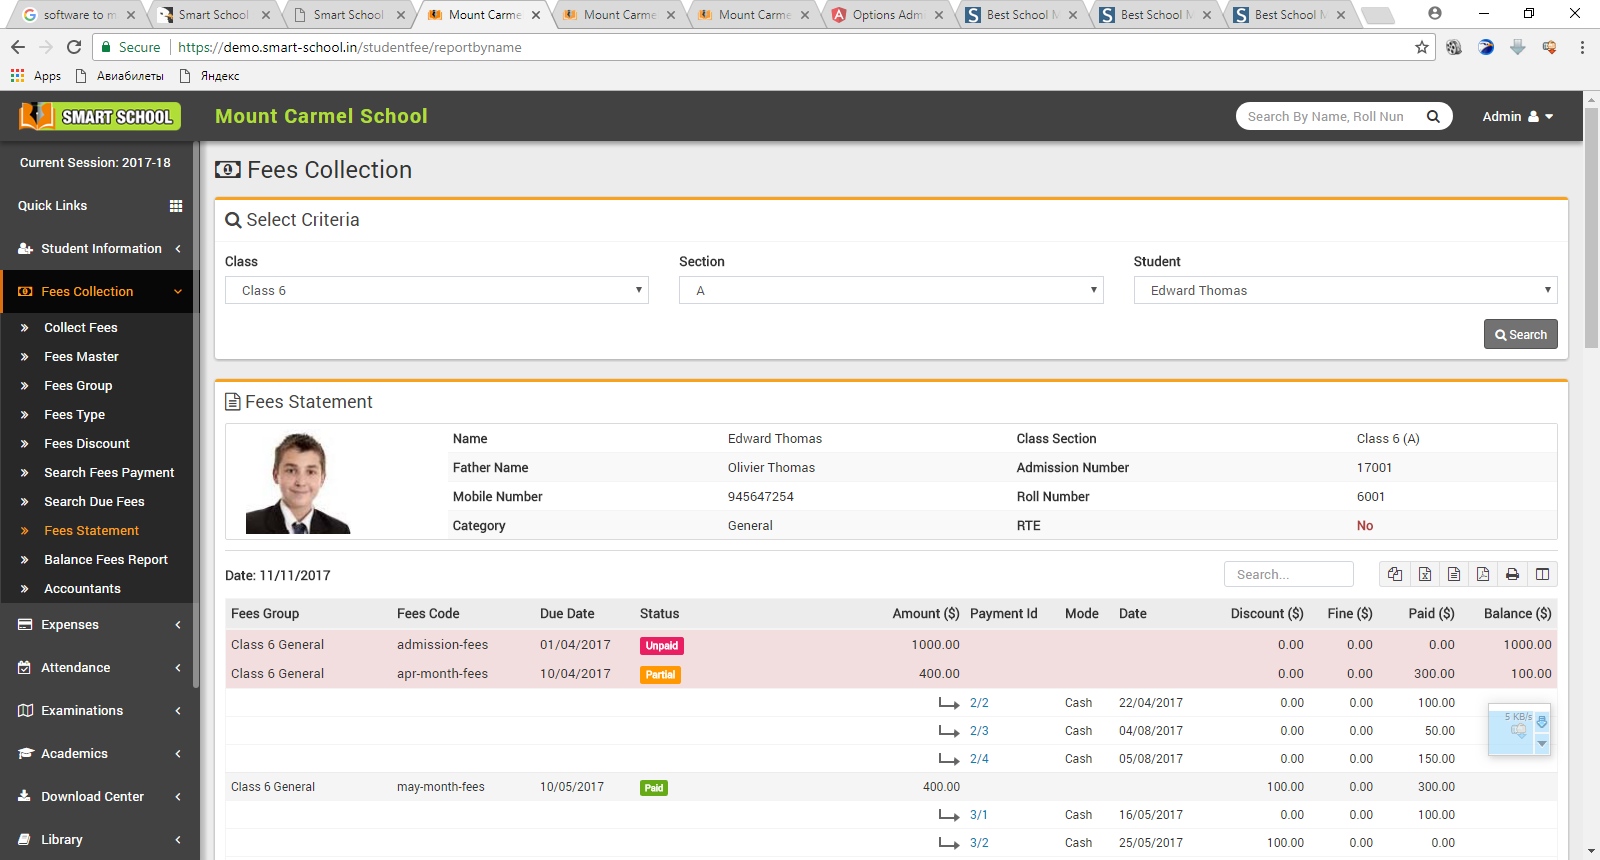 software to m
Smart School
Smart School
Mount Carme
Mount Carme
Mount Carme
Options Adm
Best School M
Best School M
Best School M
Secure https://demo.smart-school.in/studentfee/reportbyname
Apps Авиабилеты Яндекс
SMART SCHOOL
Mount Carmel School
Search By Name, Roll Nun
Admin
Current Session: 2017-18
Quick Links
Student Information
Fees Collection
Collect Fees
Fees Master
Fees Group
Fees Type
Fees Discount
Search Fees Payment
Search Due Fees
Fees Statement
Balance Fees Report
Accountants
Expenses
Attendance
Examinations
Academics
Download Center
Library
Fees Collection
Select Criteria
Class Section Student
Class 6 A Edward Thomas
Search
Fees Statement
Name Edward Thomas Class Section Class 6 (A)
Father Name Olivier Thomas Admission Number 17001
Mobile Number 945647254 Roll Number 6001
Category General RTE No
Date: 11/11/2017
Search...
Fees Group Fees Code Due Date Status Amount ($) Payment Id Mode Date Discount ($) Fine ($) Paid ($) Balance ($)
Class 6 General admission-fees 01/04/2017 Unpaid 1000.00 0.00 0.00 0.00 1000.00
Class 6 General apr-month-fees 10/04/2017 Partial 400.00 0.00 0.00 300.00 100.00
2/2 Cash 22/04/2017 0.00 0.00 100.00
2/3 Cash 04/08/2017 0.00 0.00 50.00
2/4 Cash 05/08/2017 0.00 0.00 150.00
5 KB/s
Class 6 General may-month-fees 10/05/2017 Paid 400.00 100.00 0.00 300.00
3/1 Cash 16/05/2017 0.00 0.00 100.00
3/2 Cash 25/05/2017 100.00 0.00 0.00